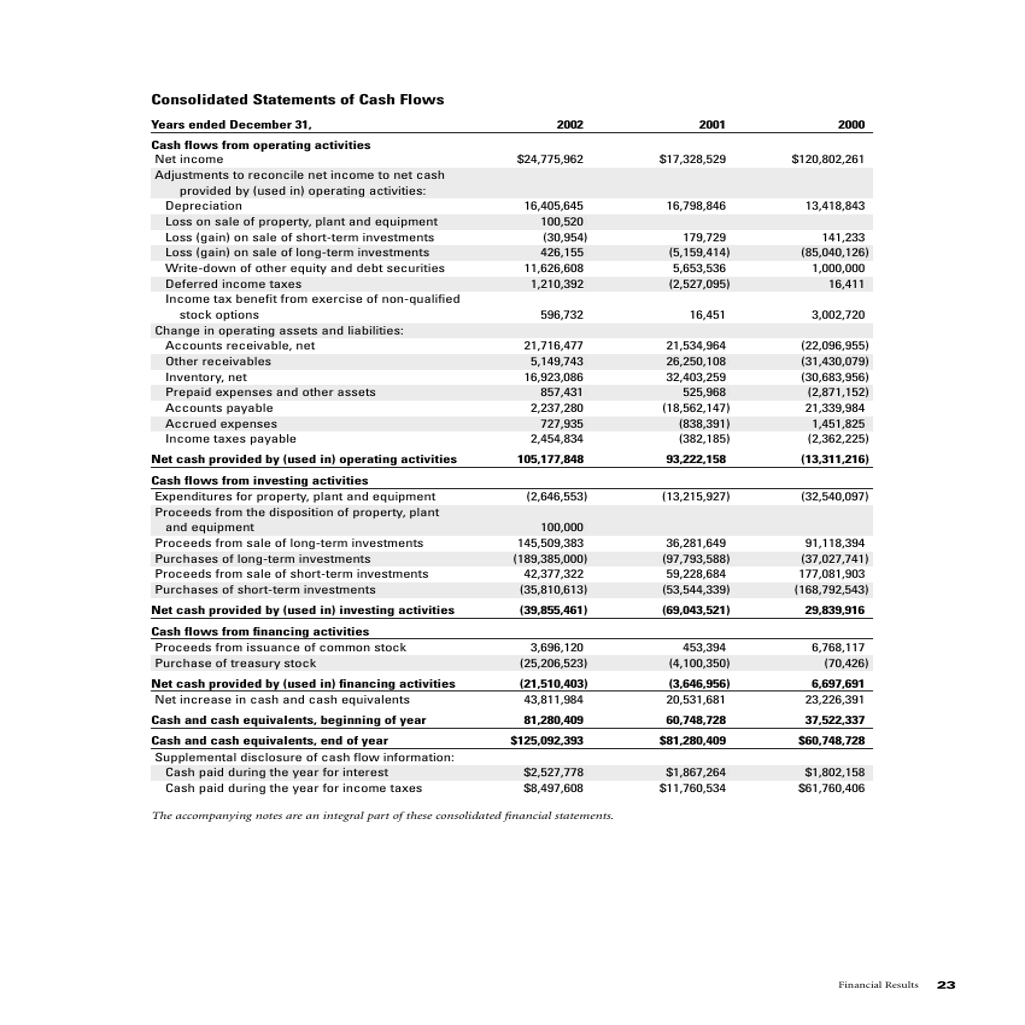 Consolidated Statements of Cash Flows
Years ended December 31, 2002 2001 2000
Cash flows from operating activities
Net income $24,775,962 $17,328,529 $120,802,261
Adjustments to reconcile net income to net cash
provided by (used in) operating activities:
Depreciation 16,405,645 16,798,846 13,418,843
Loss on sale of property, plant and equipment 100,520
Loss (gain) on sale of short-term investments (30,954) 179,729 141,233
Loss (gain) on sale of long-term investments 426,155 (5,159,414) (85,040,126)
Write-down of other equity and debt securities 11,626,608 5,653,536 1,000,000
Deferred income taxes 1,210,392 (2,527,095) 16,411
Income tax benefit from exercise of non-qualified
stock options 596,732 16,451 3,002,720
Change in operating assets and liabilities:
Accounts receivable, net 21,716,477 21,534,964 (22,096,955)
Other receivables 5,149,743 26,250,108 (31,430,079)
Inventory, net 16,923,086 32,403,259 (30,683,956)
Prepaid expenses and other assets 857,431 525,968 (2,871,152)
Accounts payable 2,237,280 (18,562,147) 21,339,984
Accrued expenses 727,935 (838,391) 1,451,825
Income taxes payable 2,454,834 (382,185) (2,362,225)
Net cash provided by (used in) operating activities 105,177,848 93,222,158 (13,311,216)
Cash flows from investing activities
Expenditures for property, plant and equipment (2,646,553) (13,215,927) (32,540,097)
Proceeds from the disposition of property, plant
and equipment 100,000
Proceeds from sale of long-term investments 145,509,383 36,281,649 91,118,394
Purchases of long-term investments (189,385,000) (97,793,588) (37,027,741)
Proceeds from sale of short-term investments 42,377,322 59,228,684 177,081,903
Purchases of short-term investments (35,810,613) (53,544,339) (168,792,543)
Net cash provided by (used in) investing activities (39,855,461) (69,043,521) 29,839,916
Cash flows from financing activities
Proceeds from issuance of common stock 3,696,120 453,394 6,768,117
Purchase of treasury stock (25,206,523) (4,100,350) (70,426)
Net cash provided by (used in) financing activities (21,510,403) (3,646,956) 6,697,691
Net increase in cash and cash equivalents 43,811,984 20,531,681 23,226,391
Cash and cash equivalents, beginning of year 81,280,409 60,748,728 37,522,337
Cash and cash equivalents, end of year $125,092,393 $81,280,409 $60,748,728
Supplemental disclosure of cash flow information:
Cash paid during the year for interest $2,527,778 $1,867,264 $1,802,158
Cash paid during the year for income taxes $8,497,608 $11,760,534 $61,760,406
The accompanying notes are an integral part of these consolidated financial statements.
Financial Results 23